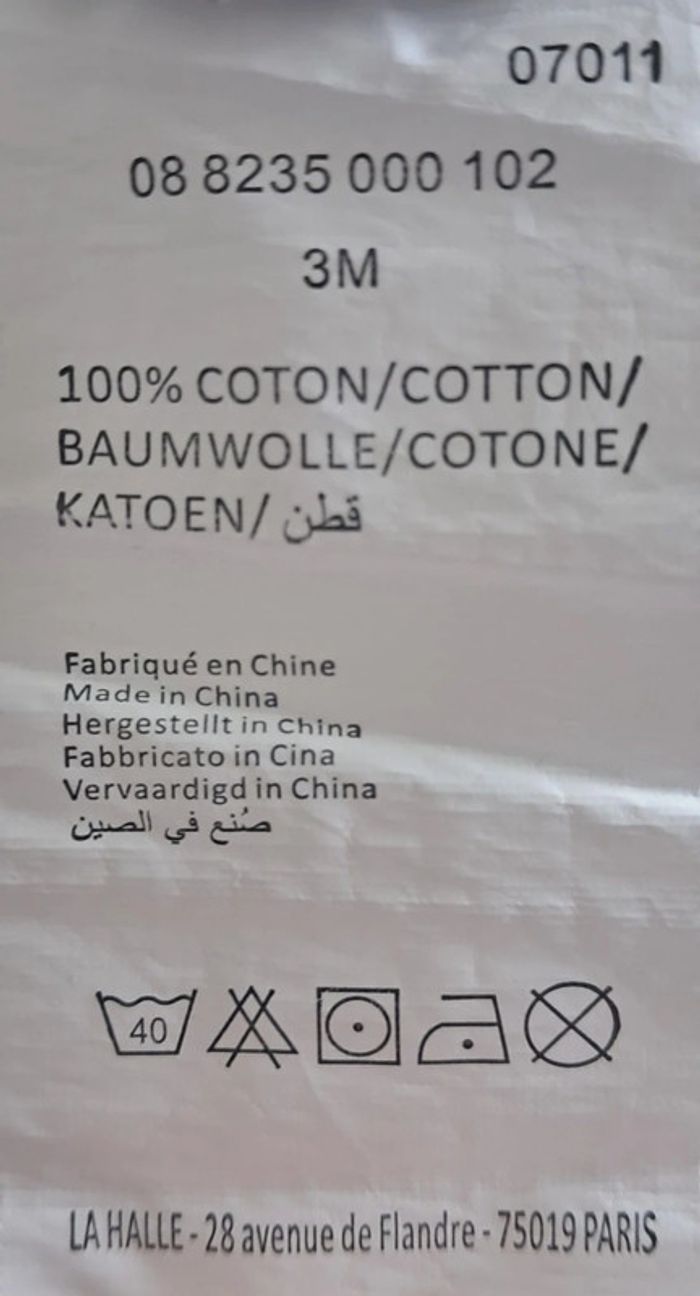 07011
08 8235 000 102
3M
100% COTON/COTTON/
BAUMWOLLE/COTONE/
KATOEN/ قطن
Fabriqué en Chine
Made in China
Hergestellt in China
Fabbricato in Cina
Vervaardigd in China
صُنع في الصين
40
LA HALLE - 28 avenue de Flandre - 75019 PARIS